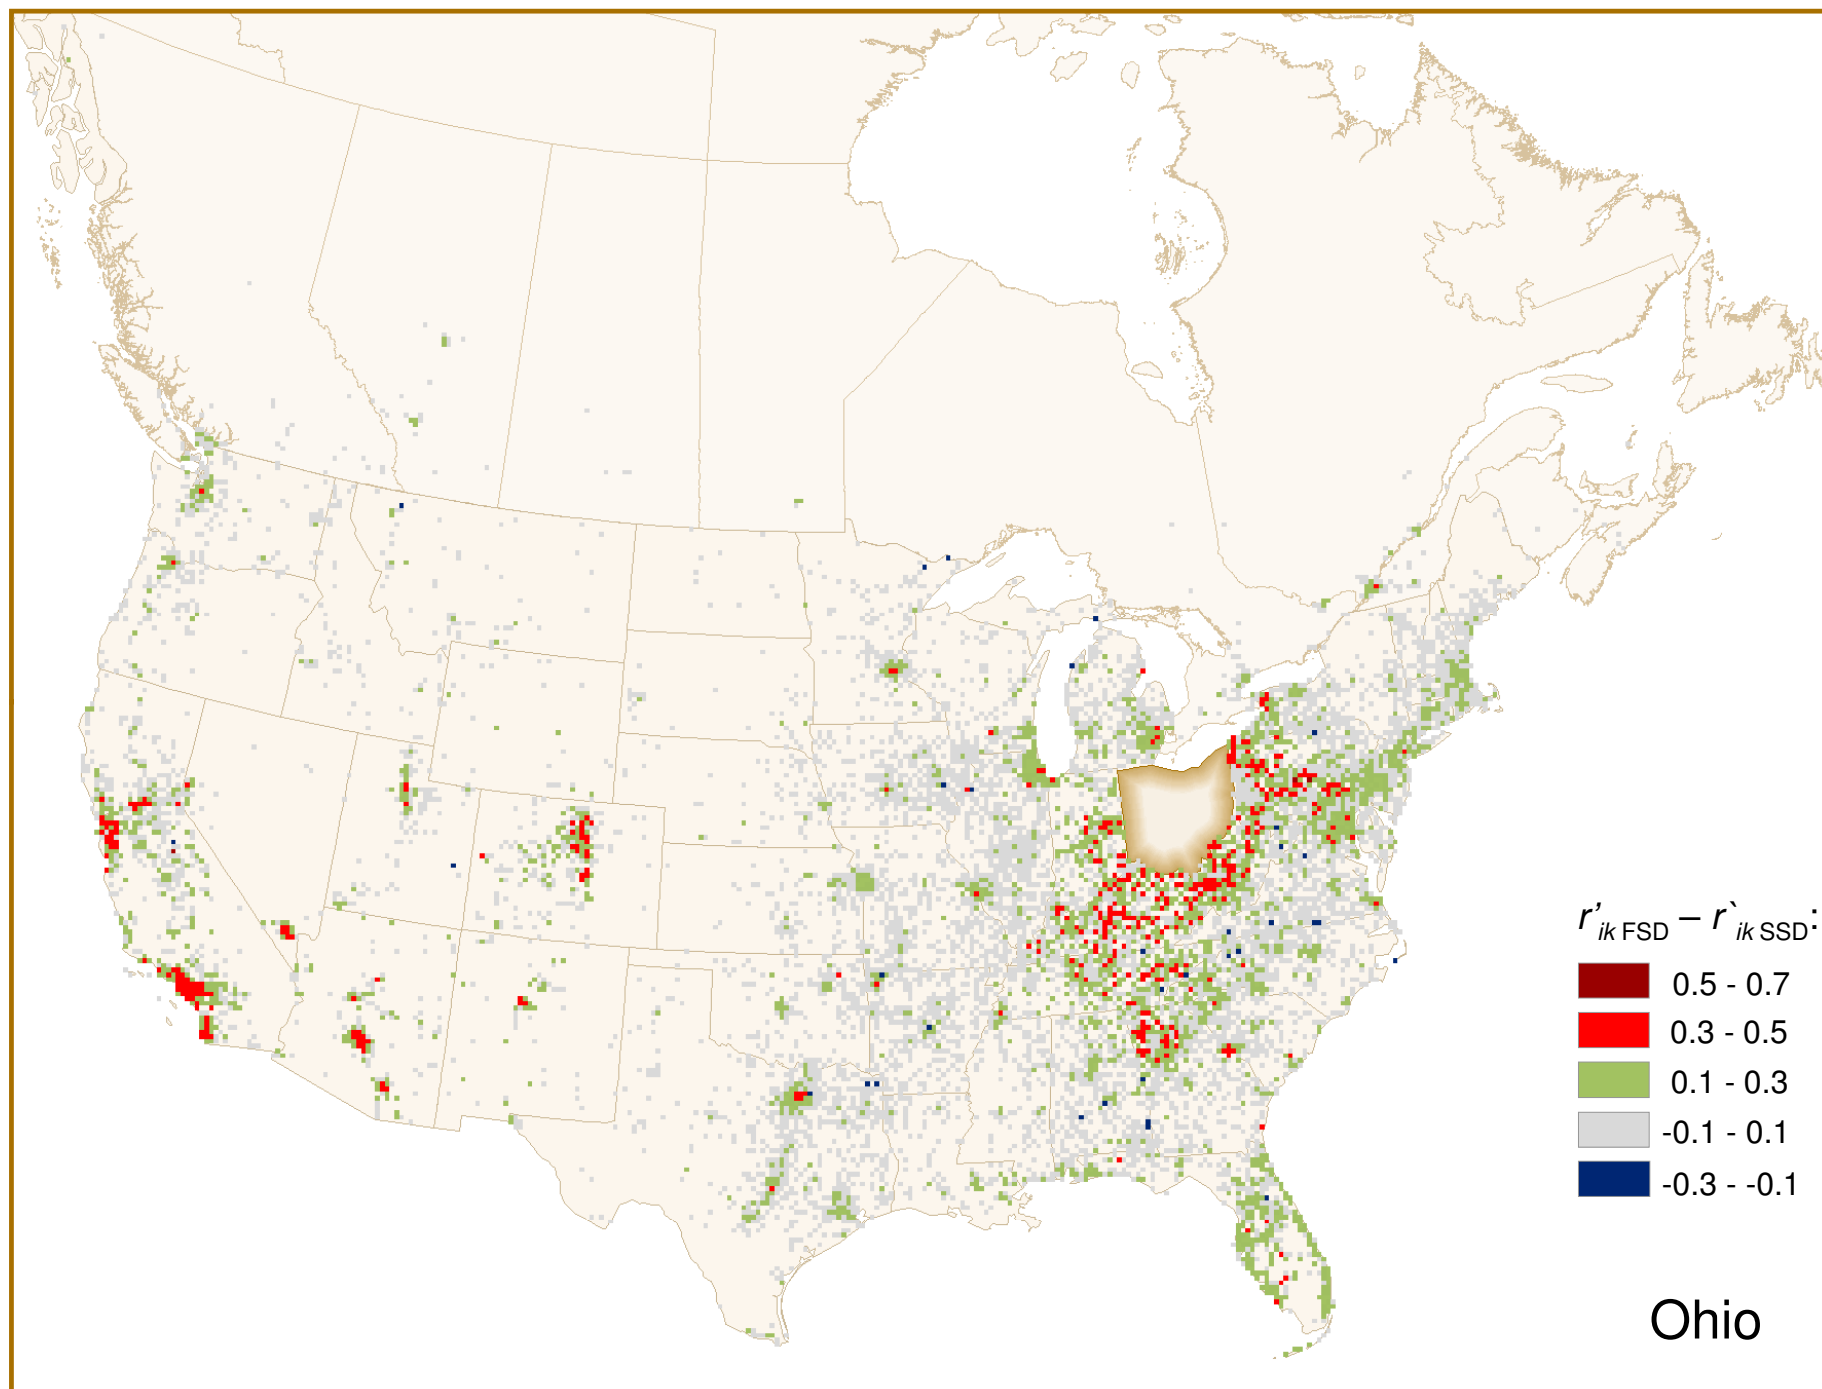 r'ik FSD – r`ik SSD:
0.5 - 0.7
0.3 - 0.5
0.1 - 0.3
-0.1 - 0.1
-0.3 - -0.1
Ohio